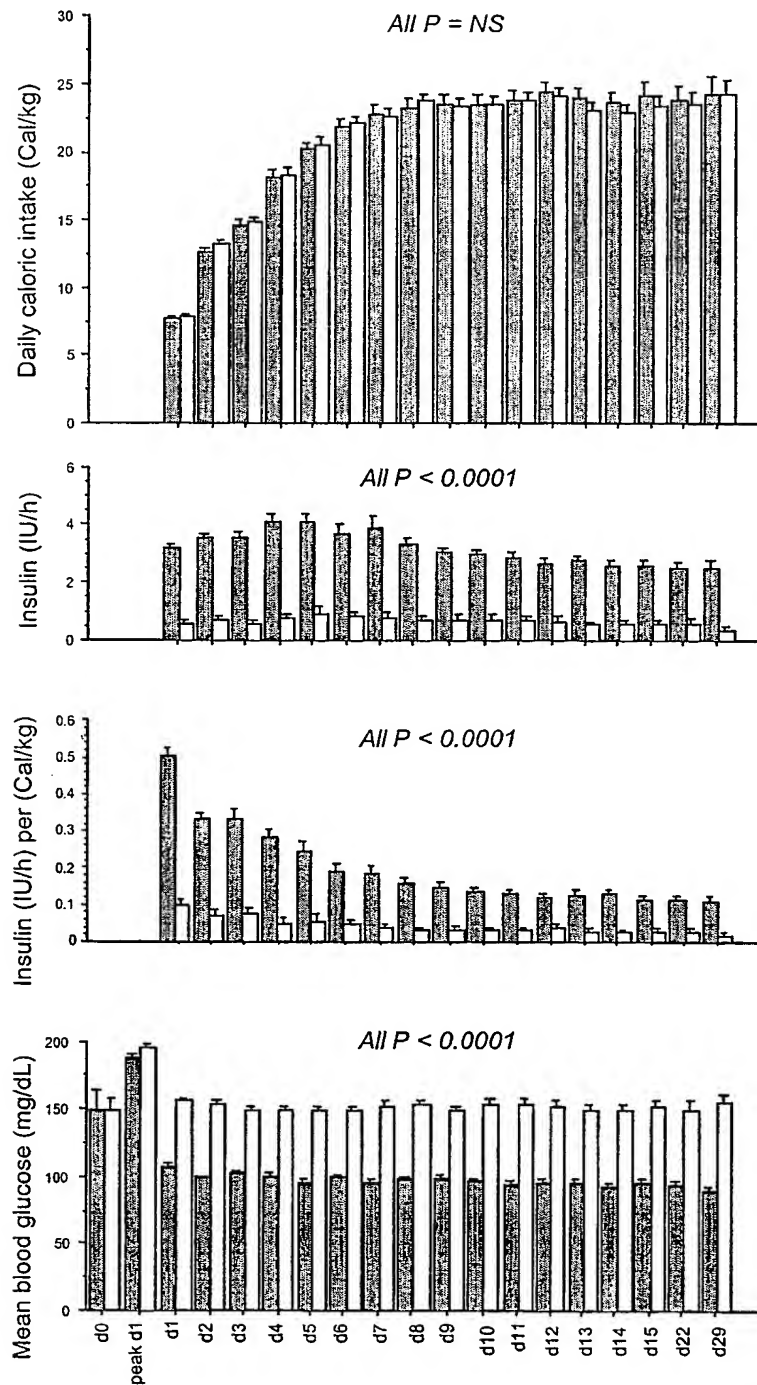 All P = NS
Daily caloric intake (Cal/kg)
30
25
20
15
10
5
0
All P < 0.0001
Insulin (IU/h)
6
4
2
0
All P < 0.0001
Insulin (IU/h) per (Cal/kg)
0.6
0.5
0.4
0.3
0.2
0.1
0
All P < 0.0001
Mean blood glucose (mg/dL)
200
150
100
50
0
d0
peak d1
d1
d2
d3
d4
d5
d6
d7
d8
d9
d10
d11
d12
d13
d14
d15
d22
d29